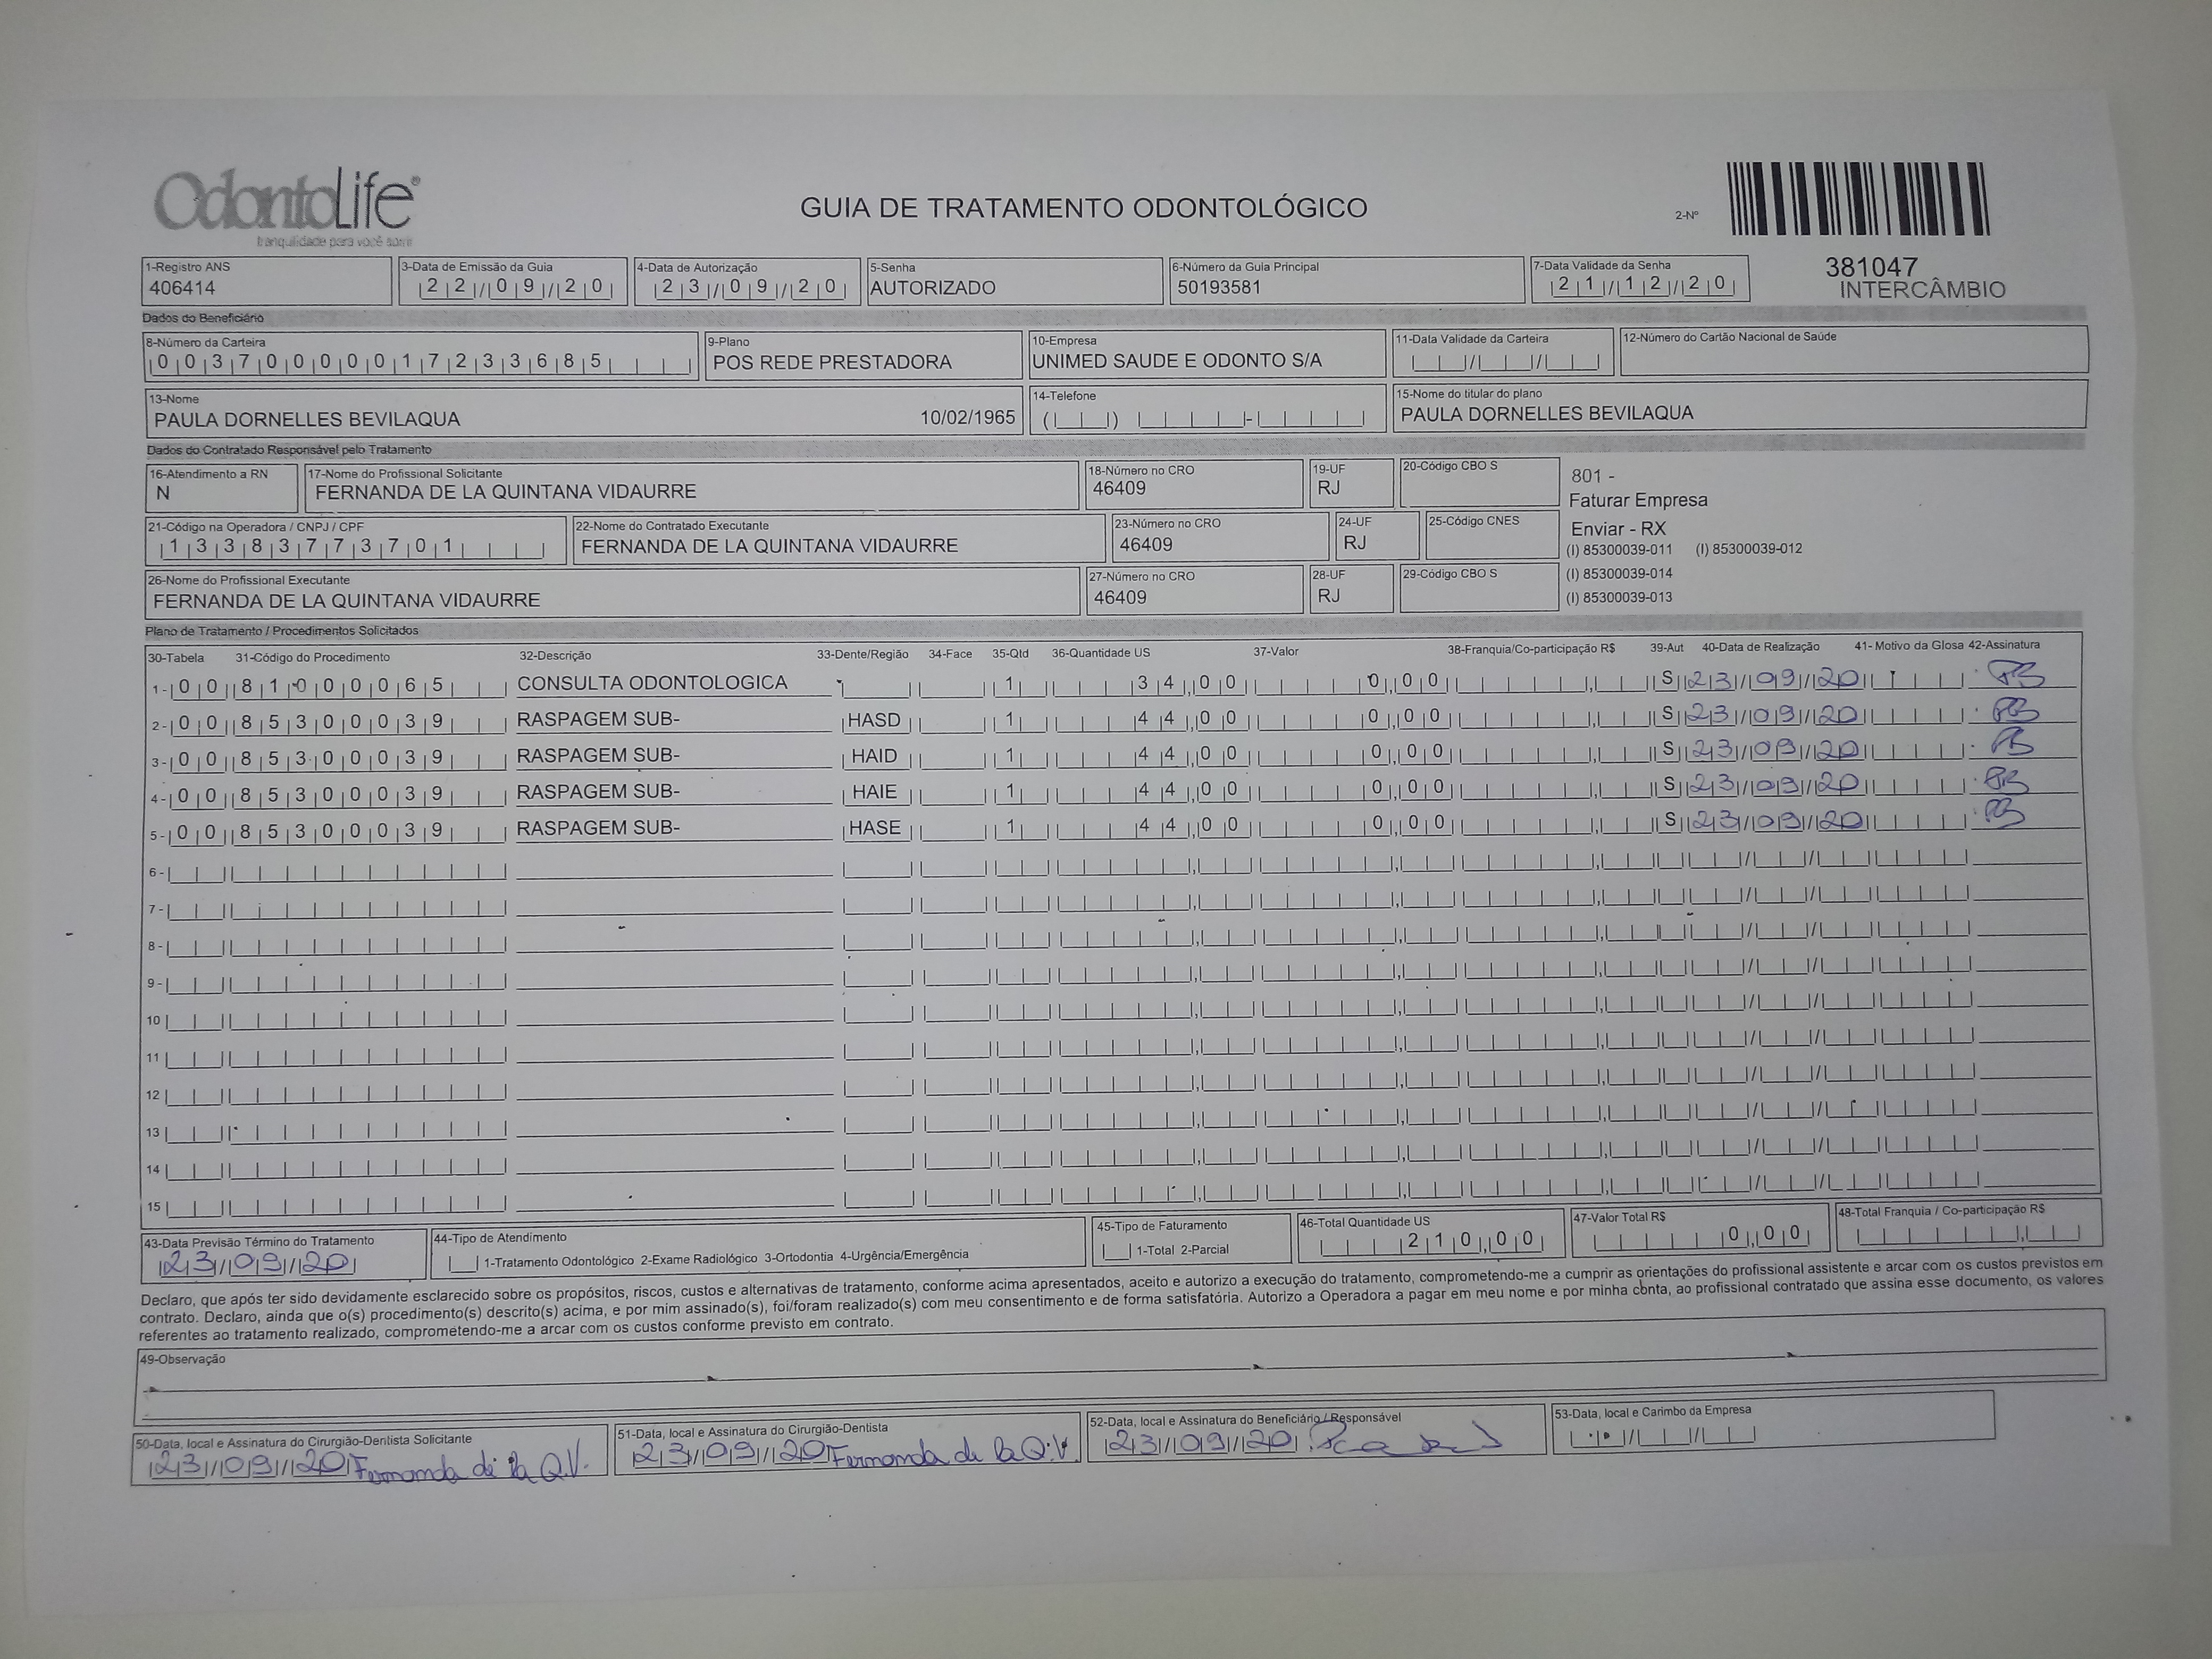 OdontoLife®
tranquilidade para você sorrir
GUIA DE TRATAMENTO ODONTOLÓGICO
2-Nº
381047
INTERCÂMBIO
1-Registro ANS
406414
3-Data de Emissão da Guia
22/09/20
4-Data de Autorização
23/09/20
5-Senha
AUTORIZADO
6-Número da Guia Principal
50193581
7-Data Validade da Senha
21/12/20
Dados do Beneficiário
8-Número da Carteira
00370000017233685
9-Plano
POS REDE PRESTADORA
10-Empresa
UNIMED SAUDE E ODONTO S/A
11-Data Validade da Carteira
12-Número do Cartão Nacional de Saúde
13-Nome
PAULA DORNELLES BEVILAQUA 10/02/1965
14-Telefone
15-Nome do titular do plano
PAULA DORNELLES BEVILAQUA
Dados do Contratado Responsável pelo Tratamento
16-Atendimento a RN
N
17-Nome do Profissional Solicitante
FERNANDA DE LA QUINTANA VIDAURRE
18-Número no CRO
46409
19-UF
RJ
20-Código CBO S
801 -
Faturar Empresa
21-Código na Operadora / CNPJ / CPF
13383773701
22-Nome do Contratado Executante
FERNANDA DE LA QUINTANA VIDAURRE
23-Número no CRO
46409
24-UF
RJ
25-Código CNES
Enviar - RX
(I) 85300039-011 (I) 85300039-012
26-Nome do Profissional Executante
FERNANDA DE LA QUINTANA VIDAURRE
27-Número no CRO
46409
28-UF
RJ
29-Código CBO S
(I) 85300039-014
(I) 85300039-013
Plano de Tratamento / Procedimentos Solicitados
30-Tabela 31-Código do Procedimento 32-Descrição 33-Dente/Região 34-Face 35-Qtd 36-Quantidade US 37-Valor 38-Franquia/Co-participação R$ 39-Aut 40-Data de Realização 41- Motivo da Glosa 42-Assinatura
1- 00 81000065 CONSULTA ODONTOLOGICA 1 34,00 0,00 S 23/09/20 PB
2- 00 85300039 RASPAGEM SUB- HASD 1 44,00 0,00 S 23/09/20 PB
3- 00 85300039 RASPAGEM SUB- HAID 1 44,00 0,00 S 23/09/20 PB
4- 00 85300039 RASPAGEM SUB- HAIE 1 44,00 0,00 S 23/09/20 PB
5- 00 85300039 RASPAGEM SUB- HASE 1 44,00 0,00 S 23/09/20 PB
6-
7-
8-
9-
10
11
12
13
14
15
43-Data Previsão Término do Tratamento
23/09/20
44-Tipo de Atendimento
1-Tratamento Odontológico 2-Exame Radiológico 3-Ortodontia 4-Urgência/Emergência
45-Tipo de Faturamento
1-Total 2-Parcial
46-Total Quantidade US
210,00
47-Valor Total R$
0,00
48-Total Franquia / Co-participação R$
Declaro, que após ter sido devidamente esclarecido sobre os propósitos, riscos, custos e alternativas de tratamento, conforme acima apresentados, aceito e autorizo a execução do tratamento, comprometendo-me a cumprir as orientações do profissional assistente e arcar com os custos previstos em
contrato. Declaro, ainda que o(s) procedimento(s) descrito(s) acima, e por mim assinado(s), foi/foram realizado(s) com meu consentimento e de forma satisfatória. Autorizo a Operadora a pagar em meu nome e por minha conta, ao profissional contratado que assina esse documento, os valores
referentes ao tratamento realizado, comprometendo-me a arcar com os custos conforme previsto em contrato.
49-Observação
50-Data, local e Assinatura do Cirurgião-Dentista Solicitante
23/09/20 Fernanda de la Q.V.
51-Data, local e Assinatura do Cirurgião-Dentista
23/09/20 Fernanda de la Q.V.
52-Data, local e Assinatura do Beneficiário / Responsável
23/09/20
53-Data, local e Carimbo da Empresa